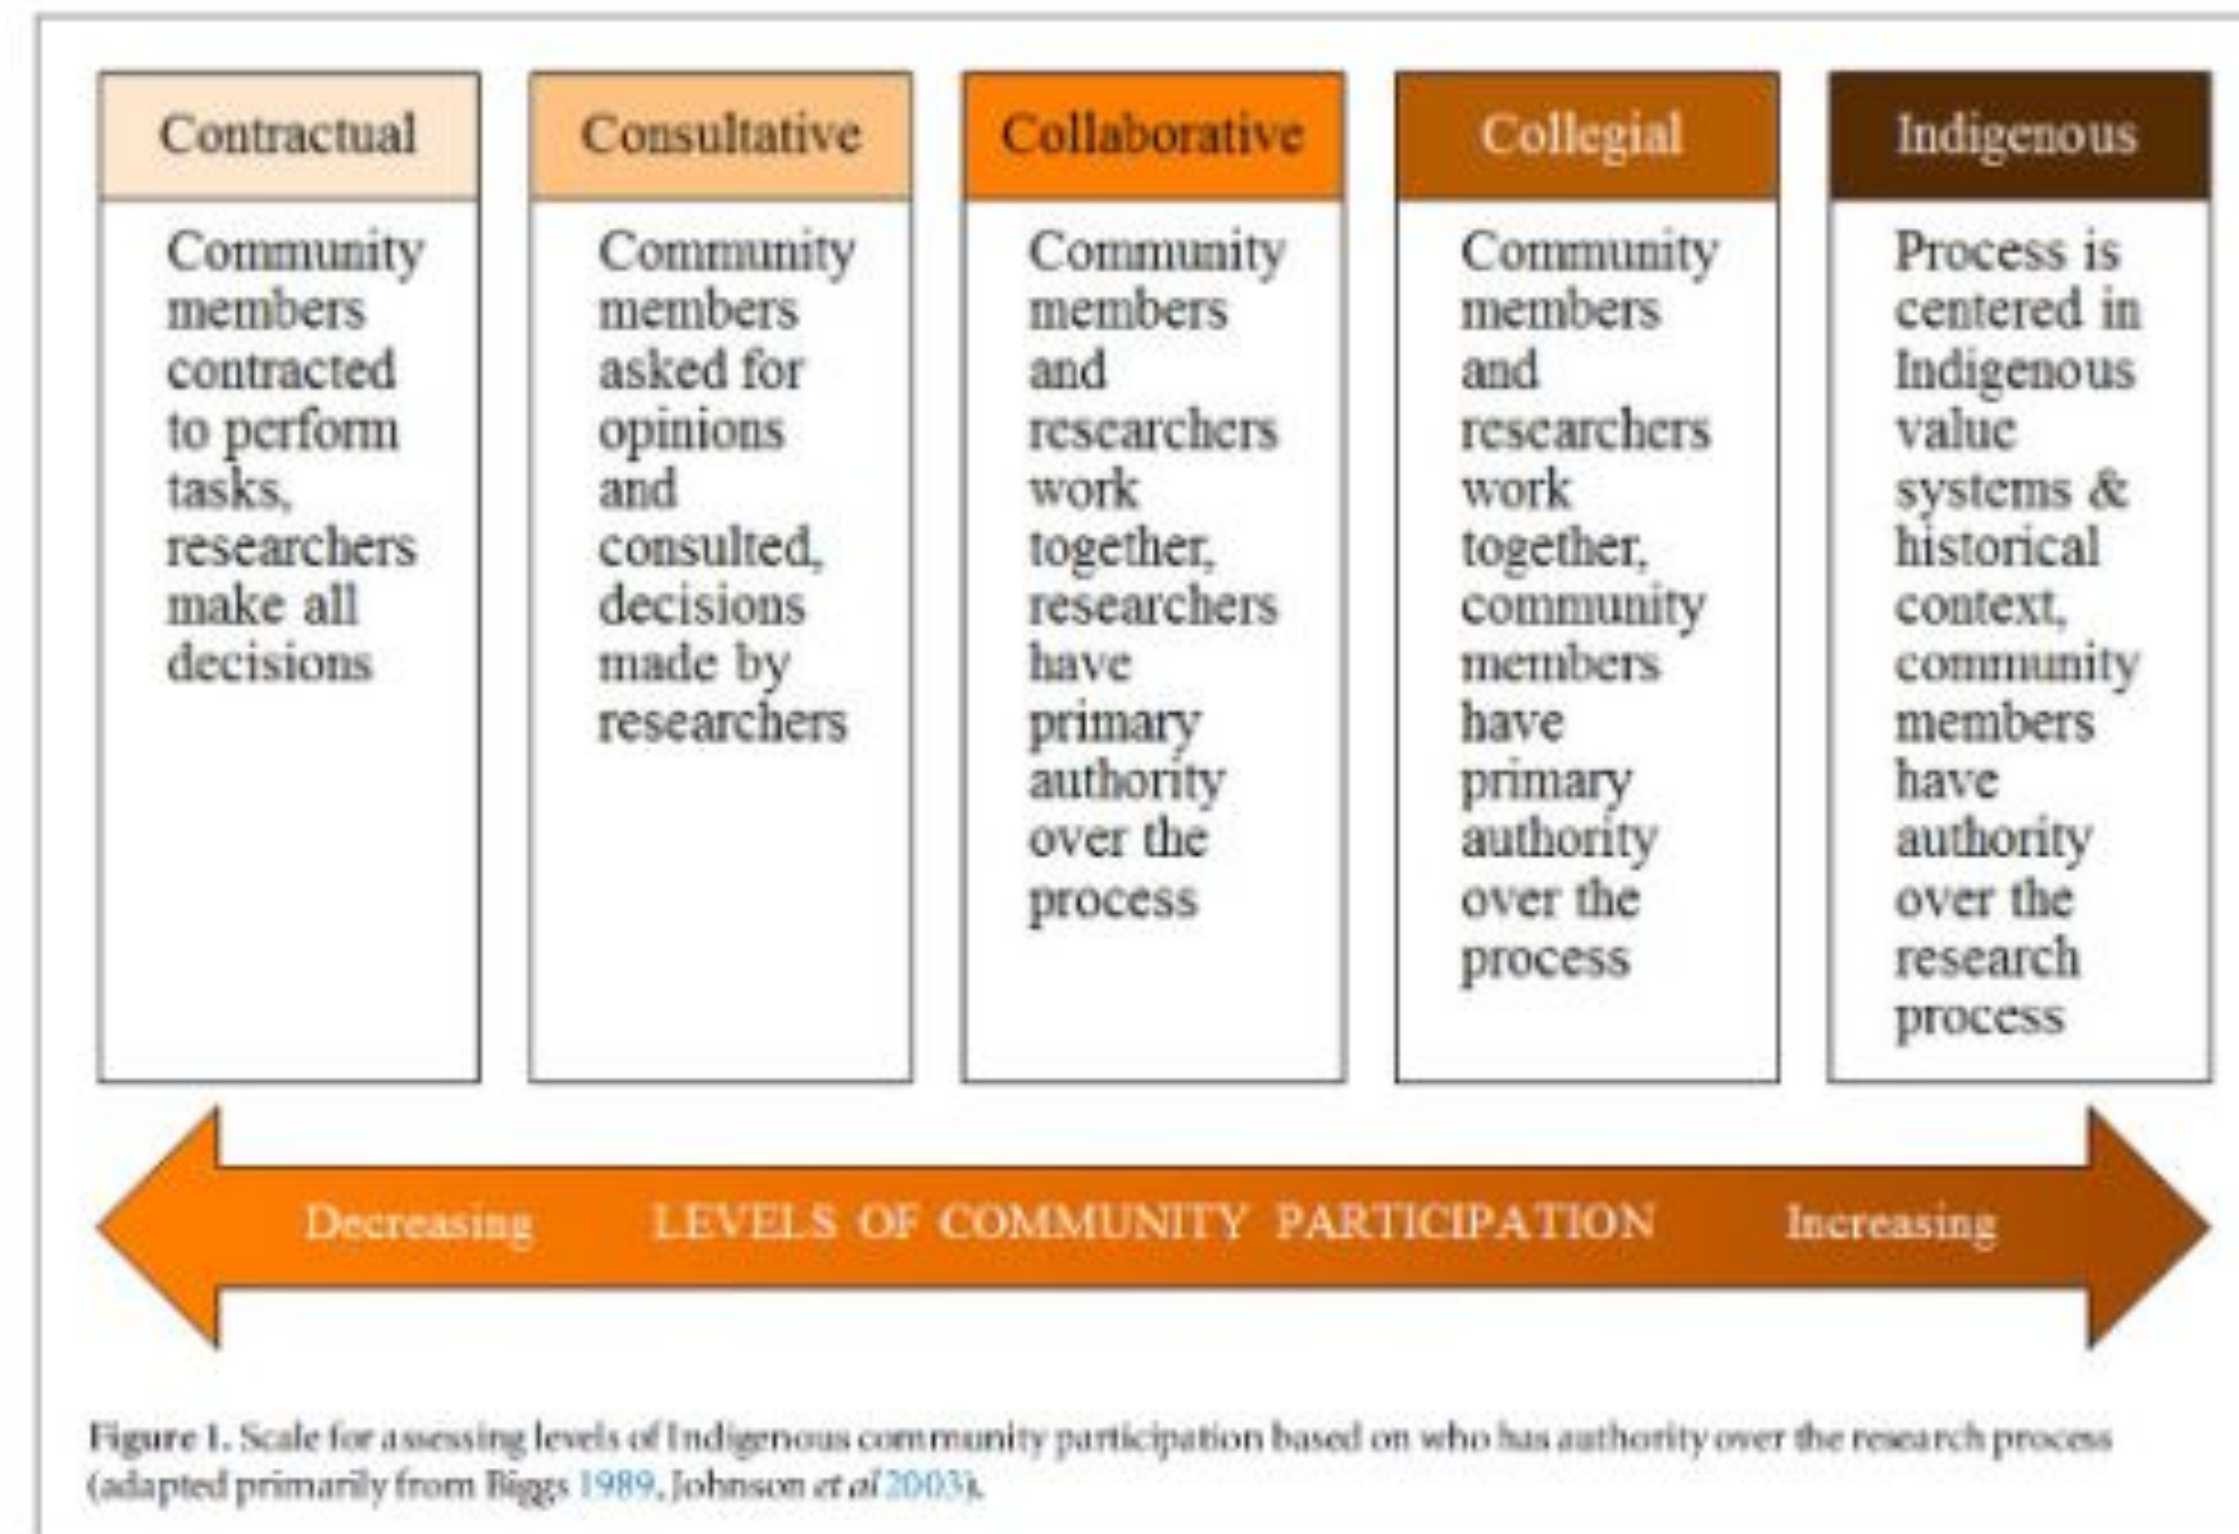 Contractual
Community
members
contracted
to perform
tasks,
researchers
make all
decisions
Consultative
Community
members
asked for
opinions
and
consulted,
decisions
made by
researchers
Collaborative
Community
members
and
researchers
work
together,
researchers
have
primary
authority
over the
process
Collegial
Community
members
and
researchers
work
together,
community
members
have
primary
authority
over the
process
Indigenous
Process is
centered in
Indigenous
value
systems &
historical
context,
community
members
have
authority
over the
research
process
Decreasing LEVELS OF COMMUNITY PARTICIPATION Increasing
Figure 1. Scale for assessing levels of Indigenous community participation based on who has authority over the research process
(adapted primarily from Biggs 1989, Johnson et al 2003).